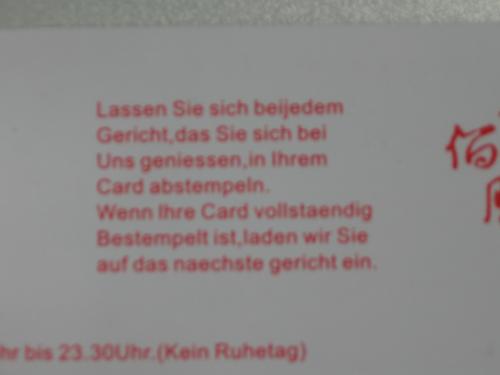 Lassen Sie sich beijedem
Gericht,das Sie sich bei
Uns geniessen,in Ihrem
Card abstempeln.
Wenn Ihre Card vollstaendig
Bestempelt ist,laden wir Sie
auf das naechste gericht ein.
佰
hr bis 23.30Uhr.(Kein Ruhetag)